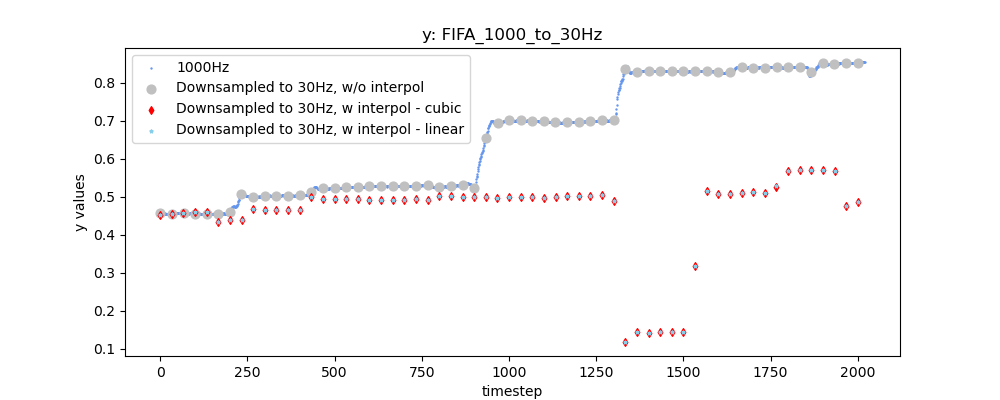 y: FIFA_1000_to_30Hz
1000Hz
Downsampled to 30Hz, w/o interpol
Downsampled to 30Hz, w interpol - cubic
Downsampled to 30Hz, w interpol - linear
y values
0.8
0.7
0.6
0.5
0.4
0.3
0.2
0.1
0 250 500 750 1000 1250 1500 1750 2000
timestep